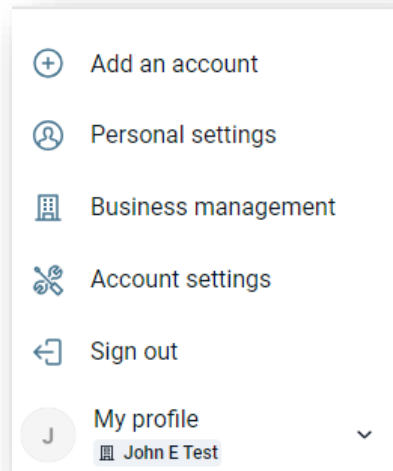 Add an account
Personal settings
Business management
Account settings
Sign out
J
My profile
John E Test